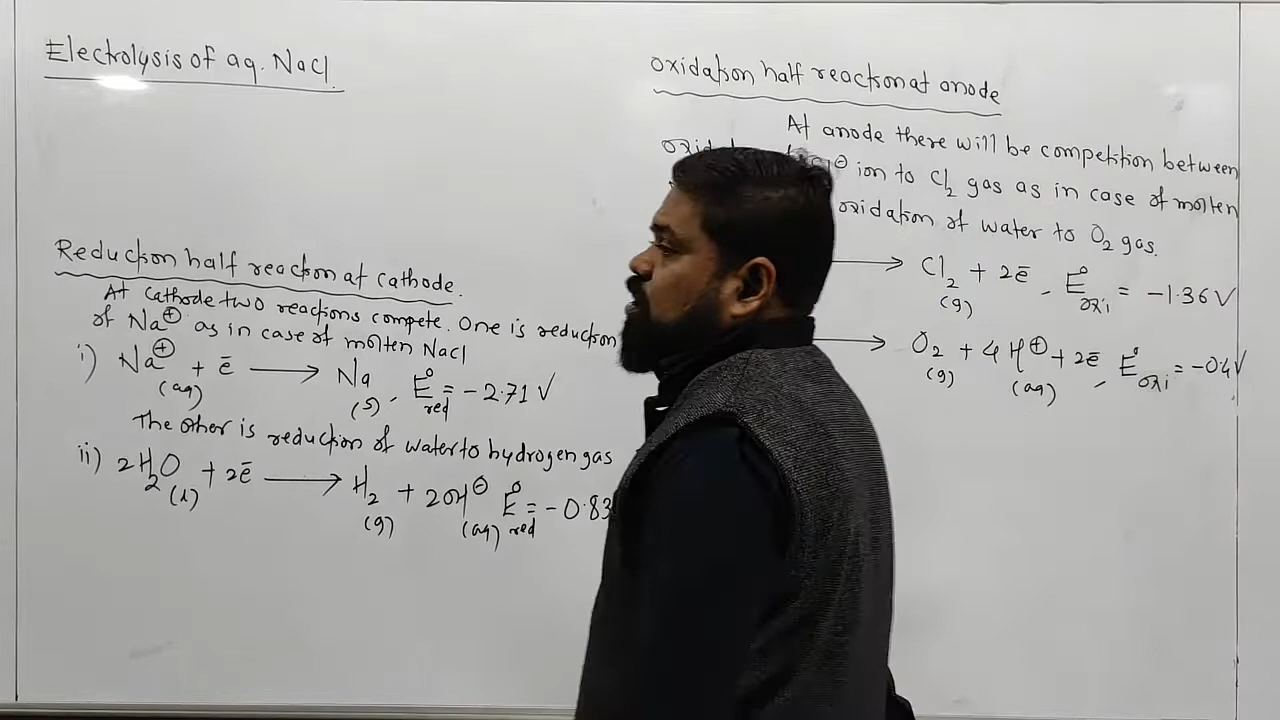 Electrolysis of aq. NaCl.
Reduction half reaction at cathode.
At cathode two reactions compete. One is reduction
of Na⊕ as in case of molten NaCl
i) Na⊕(aq) + ē ⟶ Na(s), E°red = -2.71 V
The other is reduction of water to hydrogen gas
ii) 2H₂O(l) + 2ē ⟶ H₂(g) + 2OH⊖(aq) E°red = -0.83
oxidation half reaction at anode
At anode there will be competition between
ion to Cl₂ gas as in case of molten
oxidation of water to O₂ gas.
⟶ Cl₂(g) + 2ē, E°oxi = -1.36 V
⟶ O₂(g) + 4H⊕(aq) + 2ē, E°oxi = -0.4 V